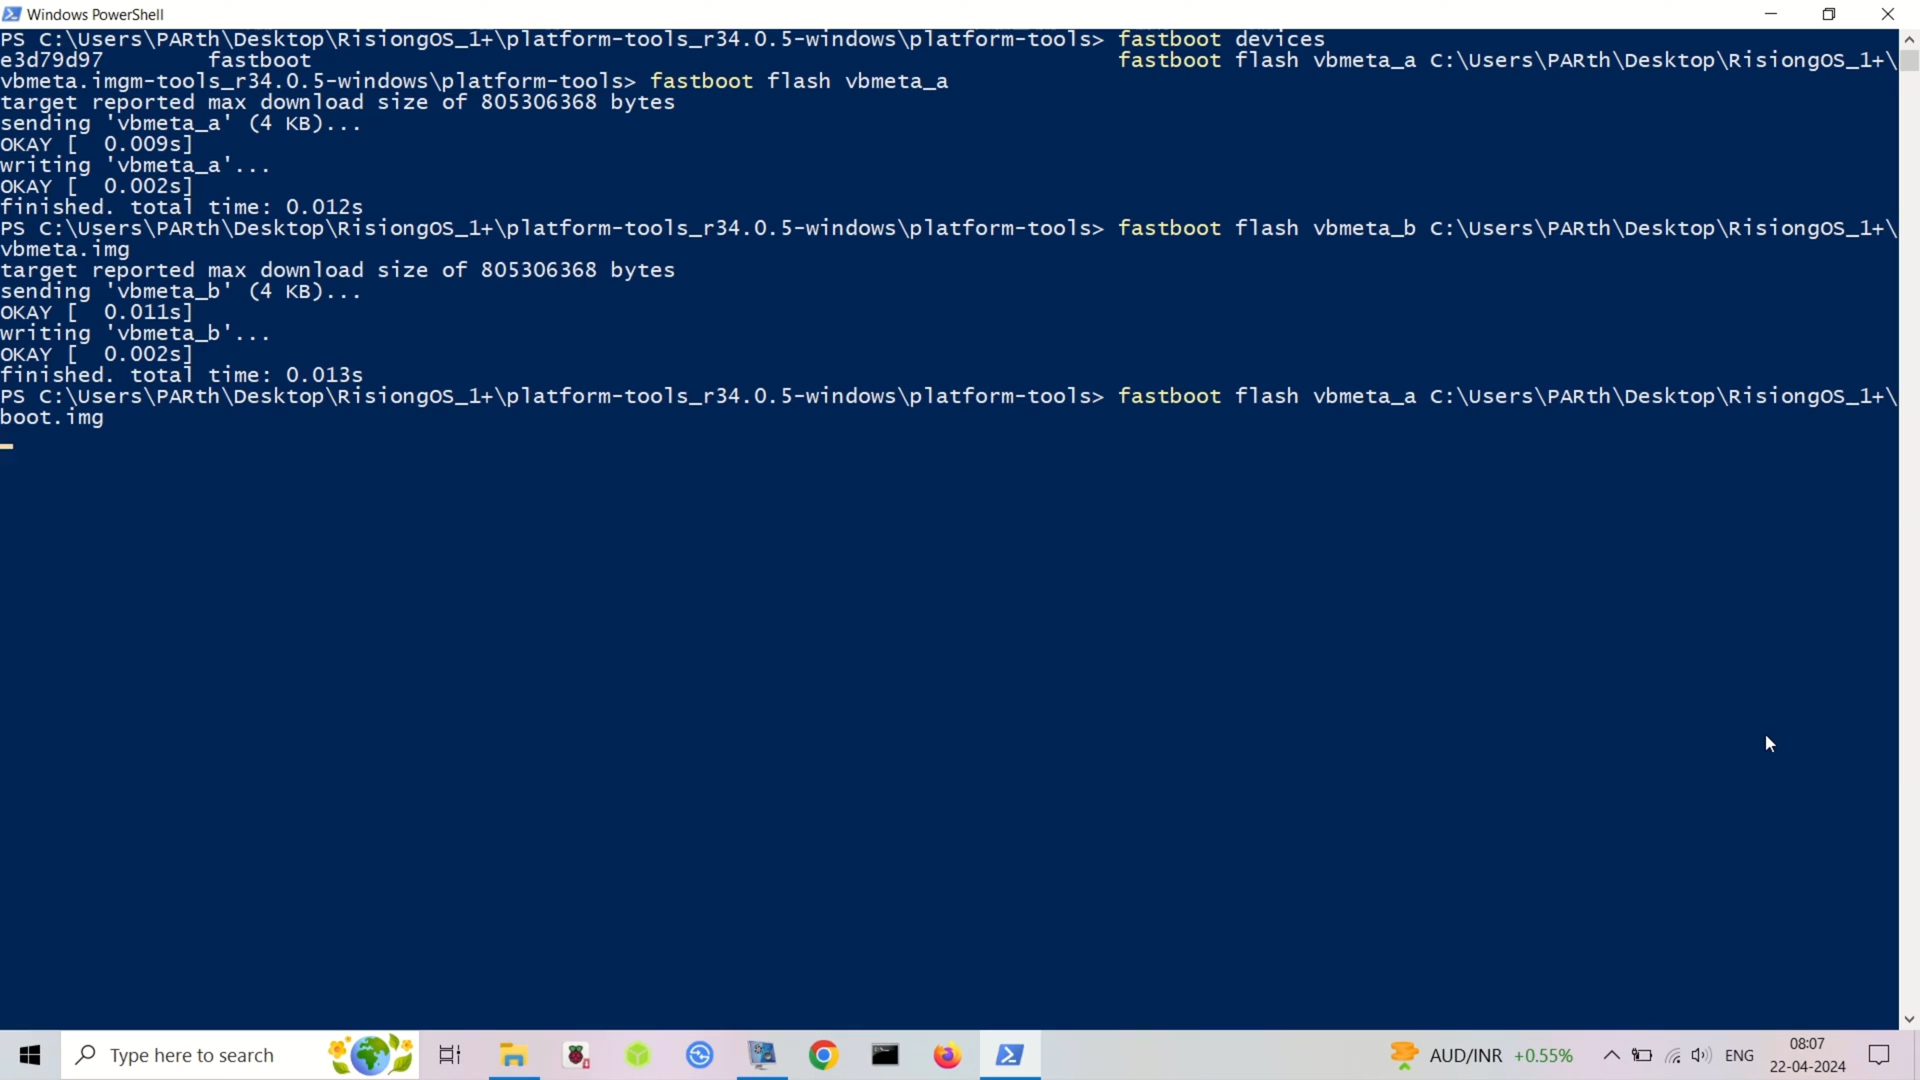 Windows PowerShell
PS C:\Users\PARth\Desktop\RisiongOS_1+\platform-tools_r34.0.5-windows\platform-tools> fastboot devices
e3d79d97        fastboot                                                              fastboot flash vbmeta_a C:\Users\PARth\Desktop\RisiongOS_1+\
vbmeta.imgm-tools_r34.0.5-windows\platform-tools> fastboot flash vbmeta_a
target reported max download size of 805306368 bytes
sending 'vbmeta_a' (4 KB)...
OKAY [  0.009s]
writing 'vbmeta_a'...
OKAY [  0.002s]
finished. total time: 0.012s
PS C:\Users\PARth\Desktop\RisiongOS_1+\platform-tools_r34.0.5-windows\platform-tools> fastboot flash vbmeta_b C:\Users\PARth\Desktop\RisiongOS_1+\
vbmeta.img
target reported max download size of 805306368 bytes
sending 'vbmeta_b' (4 KB)...
OKAY [  0.011s]
writing 'vbmeta_b'...
OKAY [  0.002s]
finished. total time: 0.013s
PS C:\Users\PARth\Desktop\RisiongOS_1+\platform-tools_r34.0.5-windows\platform-tools> fastboot flash vbmeta_a C:\Users\PARth\Desktop\RisiongOS_1+\
boot.img
Type here to search
AUD/INR +0.55%
ENG
08:07
22-04-2024